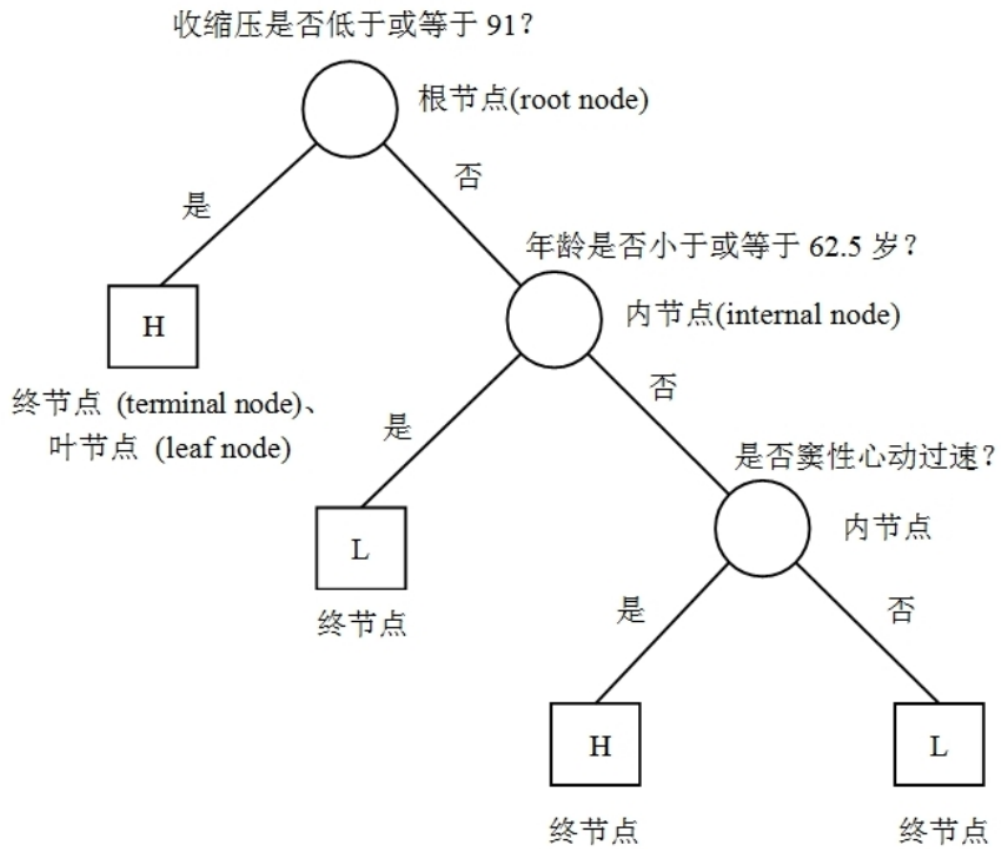 收缩压是否低于或等于 91？
根节点(root node)
是
否
年龄是否小于或等于 62.5 岁？
H
内节点(internal node)
终节点 (terminal node)、
叶节点 (leaf node)
是
否
是否窦性心动过速？
L
内节点
终节点
是
否
H
L
终节点
终节点